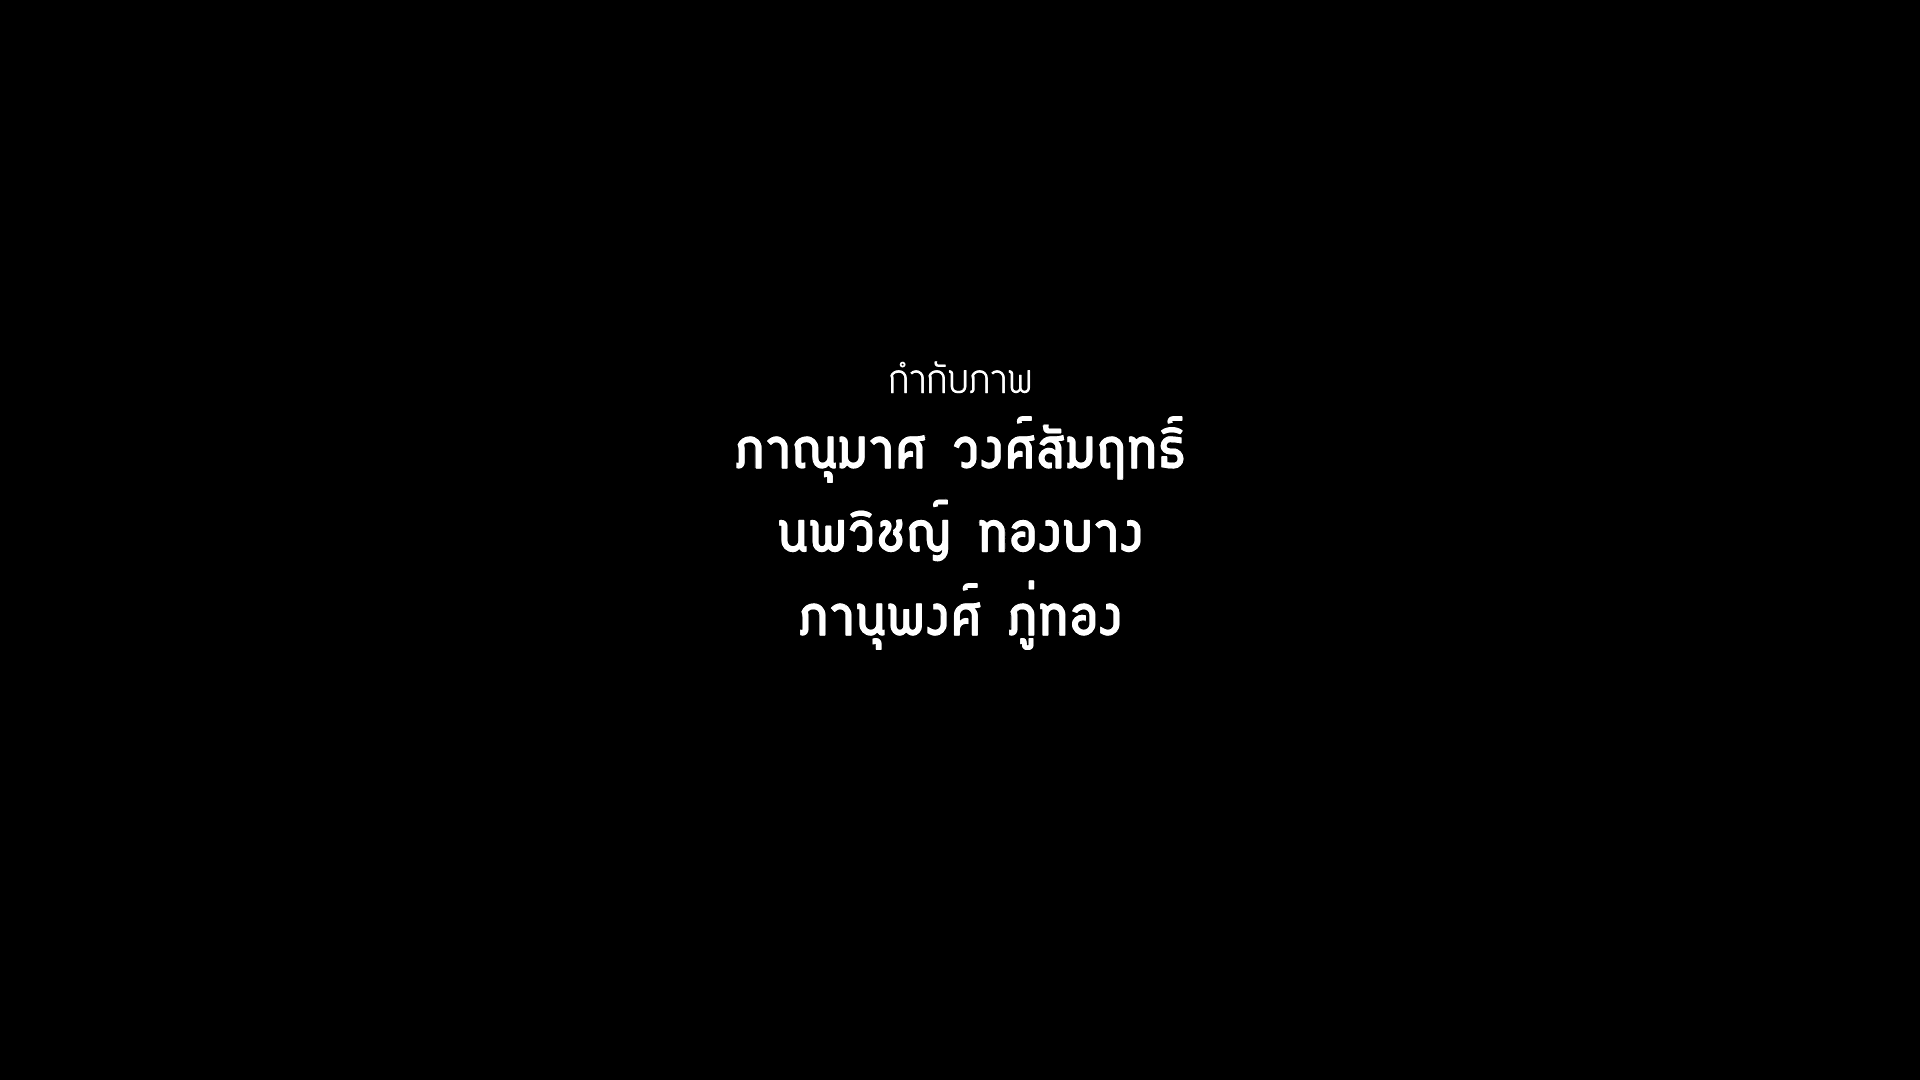 กำกับภาพ
ภาณุมาศ วงศ์สัมฤทธิ์
นพวิชญ์ ทองบาง
ภานุพงศ์ ภู่ทอง